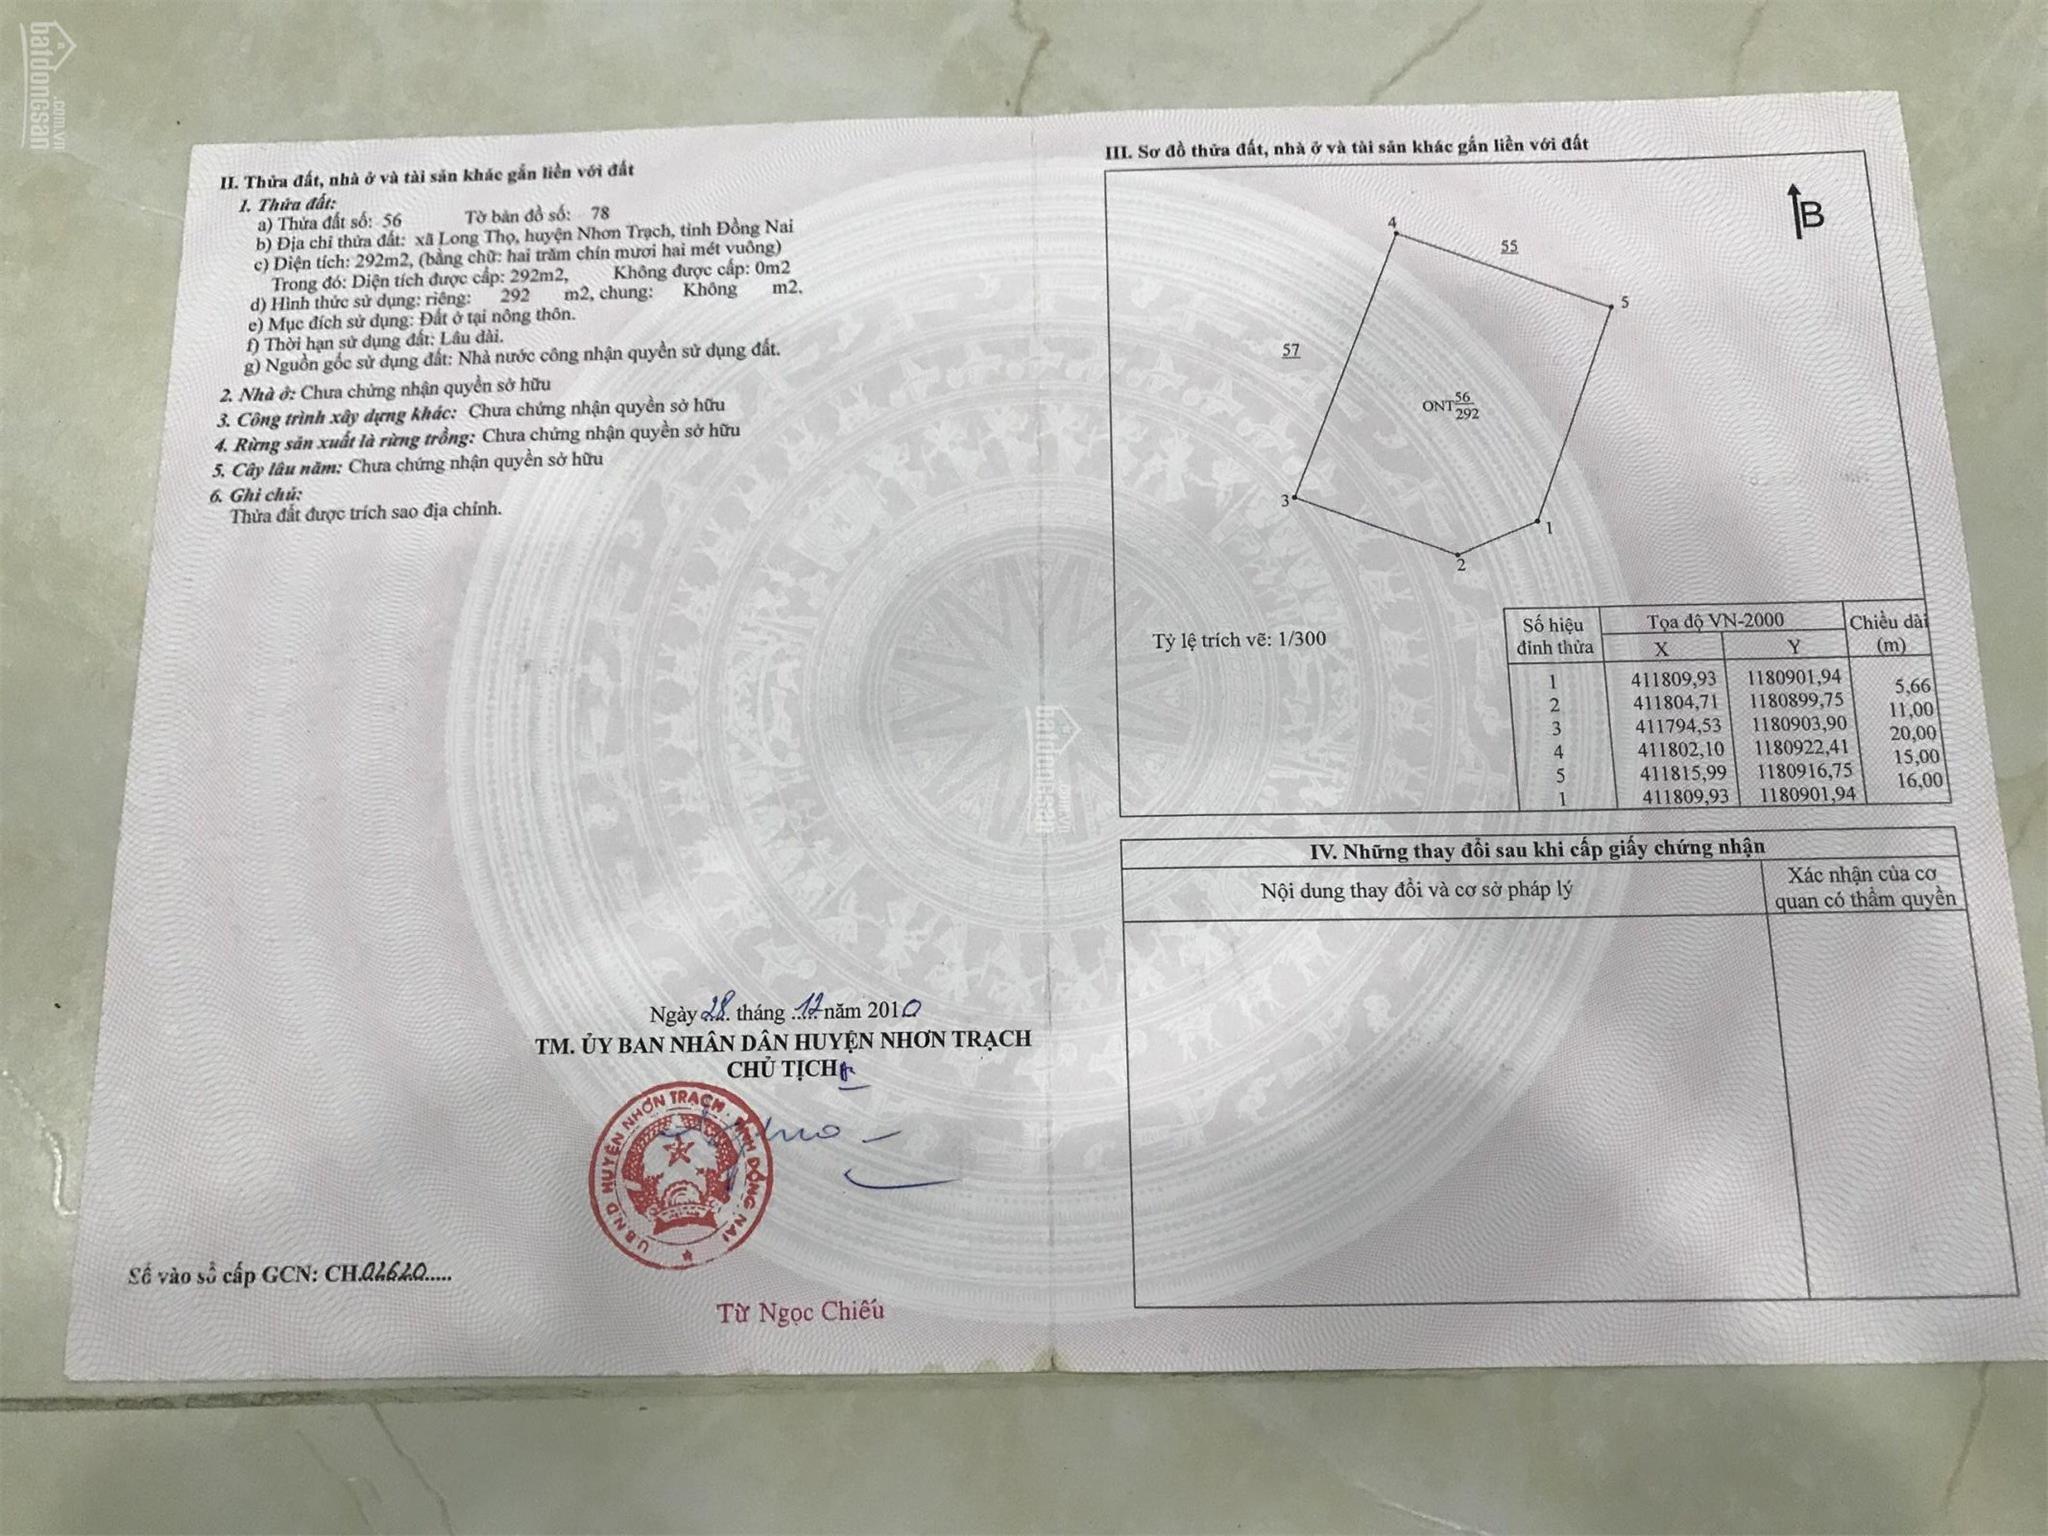 batdongsan
.com.vn
II. Thửa đất, nhà ở và tài sản khác gắn liền với đất
1. Thửa đất:
a) Thửa đất số: 56 Tờ bản đồ số: 78
b) Địa chỉ thửa đất: xã Long Thọ, huyện Nhơn Trạch, tỉnh Đồng Nai
c) Diện tích: 292m2, (bằng chữ: hai trăm chín mươi hai mét vuông)
Trong đó: Diện tích được cấp: 292m2, Không được cấp: 0m2
d) Hình thức sử dụng: riêng: 292 m2, chung: Không m2.
e) Mục đích sử dụng: Đất ở tại nông thôn.
f) Thời hạn sử dụng đất: Lâu dài.
g) Nguồn gốc sử dụng đất: Nhà nước công nhận quyền sử dụng đất.
2. Nhà ở: Chưa chứng nhận quyền sở hữu
3. Công trình xây dựng khác: Chưa chứng nhận quyền sở hữu
4. Rừng sản xuất là rừng trồng: Chưa chứng nhận quyền sở hữu
5. Cây lâu năm: Chưa chứng nhận quyền sở hữu
6. Ghi chú:
Thửa đất được trích sao địa chính.
Ngày 28 tháng 12 năm 2010
TM. ỦY BAN NHÂN DÂN HUYỆN NHƠN TRẠCH
CHỦ TỊCH
U.B.N.D HUYỆN NHƠN TRẠCH - TỈNH ĐỒNG NAI
Từ Ngọc Chiếu
Số vào sổ cấp GCN: CH.02620.....
III. Sơ đồ thửa đất, nhà ở và tài sản khác gắn liền với đất
B
4
55
5
57
ONT 56
292
3
1
2
Tỷ lệ trích vẽ: 1/300
Số hiệu đỉnh thửa Tọa độ VN-2000 Chiều dài (m)
X Y
1 411809,93 1180901,94
5,66
2 411804,71 1180899,75
11,00
3 411794,53 1180903,90
20,00
4 411802,10 1180922,41
15,00
5 411815,99 1180916,75
16,00
1 411809,93 1180901,94
batdongsan
.com.vn
IV. Những thay đổi sau khi cấp giấy chứng nhận
Nội dung thay đổi và cơ sở pháp lý
Xác nhận của cơ
quan có thẩm quyền